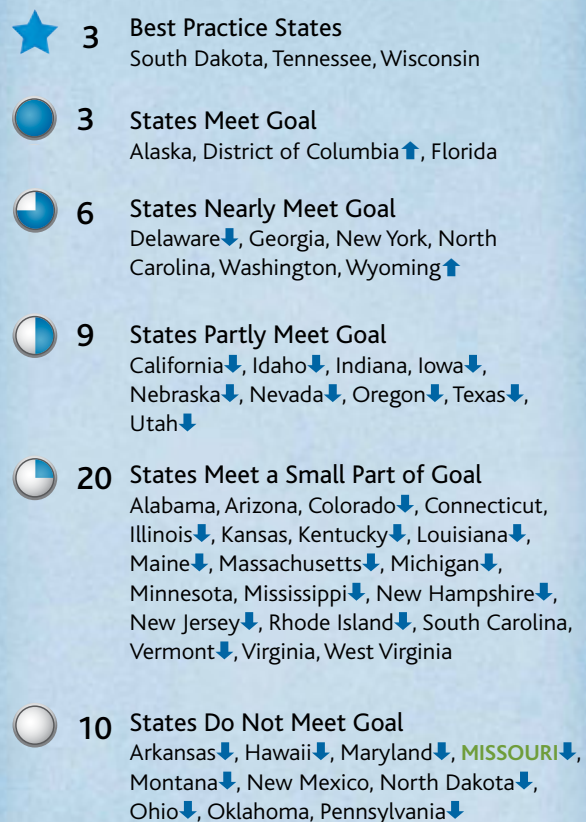 3 Best Practice States
South Dakota, Tennessee, Wisconsin
3 States Meet Goal
Alaska, District of Columbia⬆, Florida
6 States Nearly Meet Goal
Delaware⬇, Georgia, New York, North
Carolina, Washington, Wyoming⬆
9 States Partly Meet Goal
California⬇, Idaho⬇, Indiana, Iowa⬇,
Nebraska⬇, Nevada⬇, Oregon⬇, Texas⬇,
Utah⬇
20 States Meet a Small Part of Goal
Alabama, Arizona, Colorado⬇, Connecticut,
Illinois⬇, Kansas, Kentucky⬇, Louisiana⬇,
Maine⬇, Massachusetts⬇, Michigan⬇,
Minnesota, Mississippi⬇, New Hampshire⬇,
New Jersey⬇, Rhode Island⬇, South Carolina,
Vermont⬇, Virginia, West Virginia
10 States Do Not Meet Goal
Arkansas⬇, Hawaii⬇, Maryland⬇, MISSOURI⬇,
Montana⬇, New Mexico, North Dakota⬇,
Ohio⬇, Oklahoma, Pennsylvania⬇